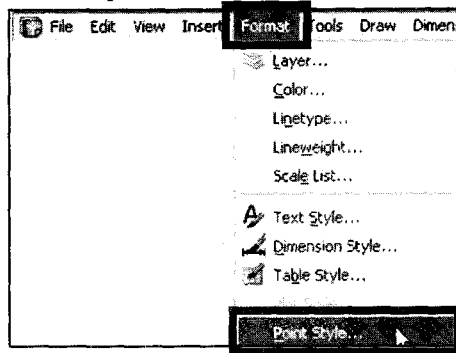 File Edit View Insert Format Tools Draw Dimen
Layer...
Color...
Linetype...
Lineweight...
Scale List...
Text Style...
Dimension Style...
Table Style...
Point Style...